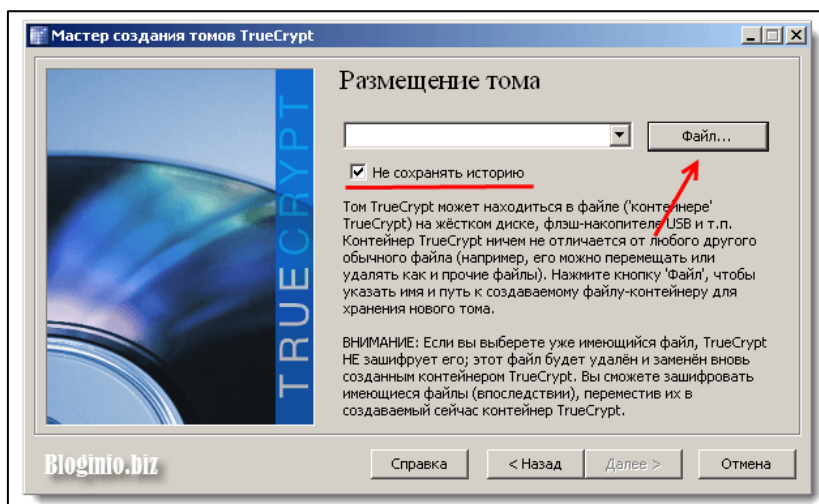 Мастер создания томов TrueCrypt
TRUECRYPT
Размещение тома
Файл...
Не сохранять историю
Том TrueCrypt может находиться в файле ('контейнере'
TrueCrypt) на жёстком диске, флэш-накопителе USB и т.п.
Контейнер TrueCrypt ничем не отличается от любого другого
обычного файла (например, его можно перемещать или
удалять как и прочие файлы). Нажмите кнопку 'Файл', чтобы
указать имя и путь к создаваемому файлу-контейнеру для
хранения нового тома.
ВНИМАНИЕ: Если вы выберете уже имеющийся файл, TrueCrypt
НЕ зашифрует его; этот файл будет удалён и заменён вновь
созданным контейнером TrueCrypt. Вы сможете зашифровать
имеющиеся файлы (впоследствии), переместив их в
создаваемый сейчас контейнер TrueCrypt.
Bloginfo.biz
Справка
< Назад
Далее >
Отмена